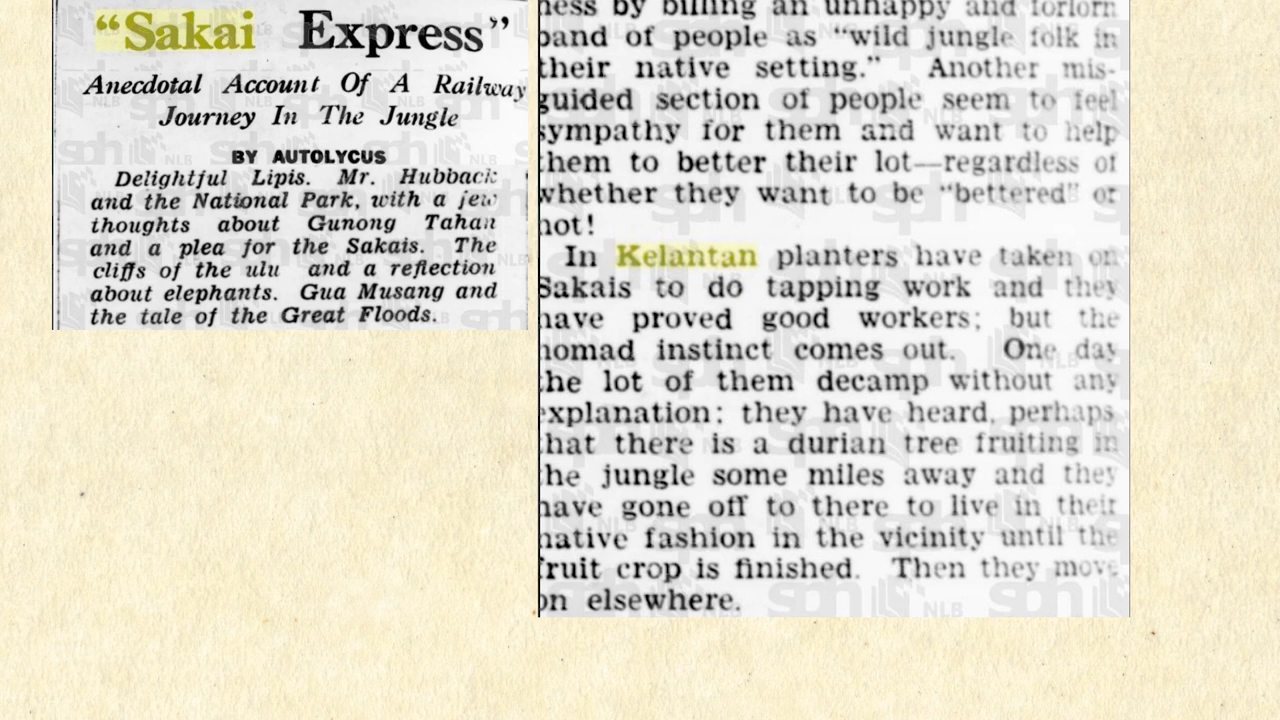 “Sakai Express”
Anecdotal Account Of A Railway
Journey In The Jungle
BY AUTOLYCUS
Delightful Lipis. Mr. Hubback
and the National Park, with a few
thoughts about Gunong Tahan
and a plea for the Sakais. The
cliffs of the ulu and a reflection
about elephants. Gua Musang and
the tale of the Great Floods.
ness by billing an unhappy and forlorn
band of people as “wild jungle folk in
their native setting.” Another mis-
guided section of people seem to feel
sympathy for them and want to help
them to better their lot—regardless of
whether they want to be “bettered” or
not!
In Kelantan planters have taken on
Sakais to do tapping work and they
have proved good workers; but the
nomad instinct comes out. One day
the lot of them decamp without any
explanation: they have heard, perhaps
that there is a durian tree fruiting in
the jungle some miles away and they
have gone off to there to live in their
native fashion in the vicinity until the
fruit crop is finished. Then they move
on elsewhere.